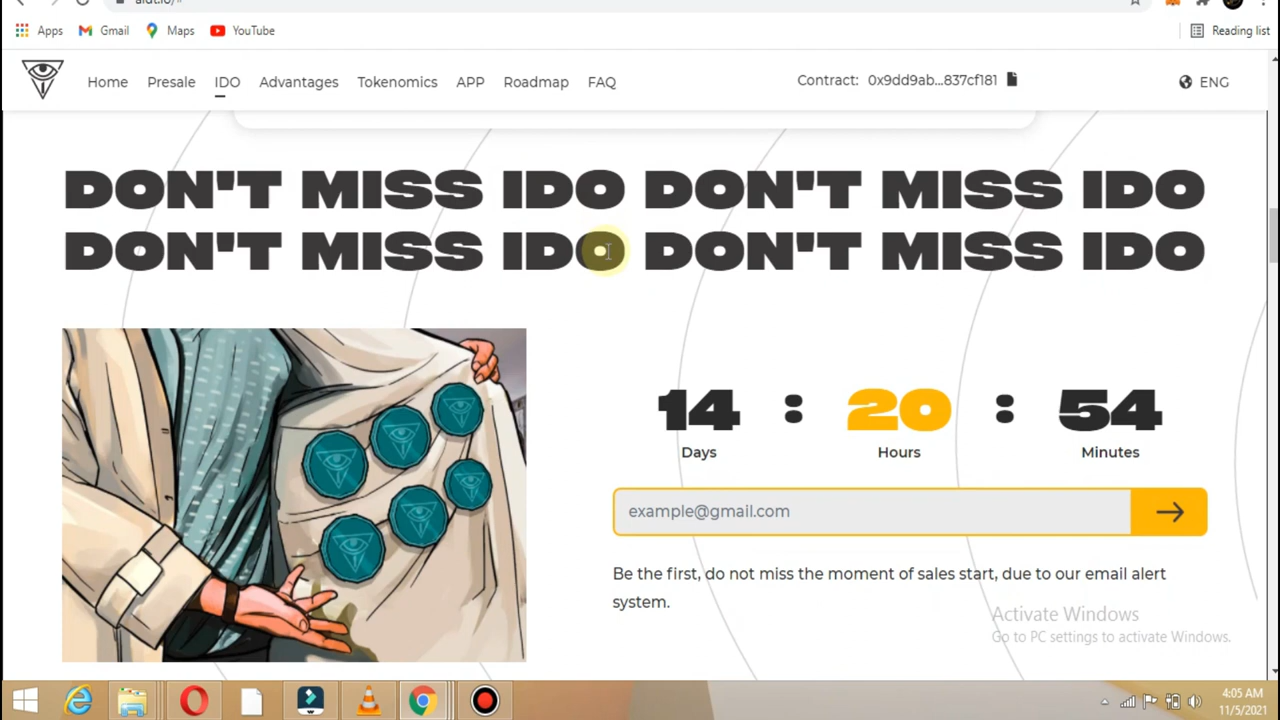 Apps Gmail Maps YouTube Reading list
Home Presale IDO Advantages Tokenomics APP Roadmap FAQ Contract: 0x9dd9ab...837cf181 ENG
DON'T MISS IDO DON'T MISS IDO
DON'T MISS IDO DON'T MISS IDO
14 : 20 : 54
Days Hours Minutes
example@gmail.com
Be the first, do not miss the moment of sales start, due to our email alert
system.
Activate Windows
Go to PC settings to activate Windows.
4:05 AM
11/5/2021